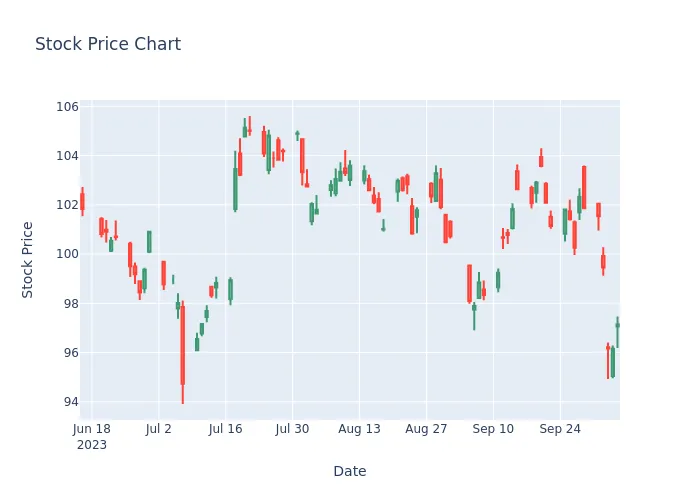 Stock Price Chart
106
104
102
100
98
96
94
Stock Price
Jun 18
2023
Jul 2
Jul 16
Jul 30
Aug 13
Aug 27
Sep 10
Sep 24
Date